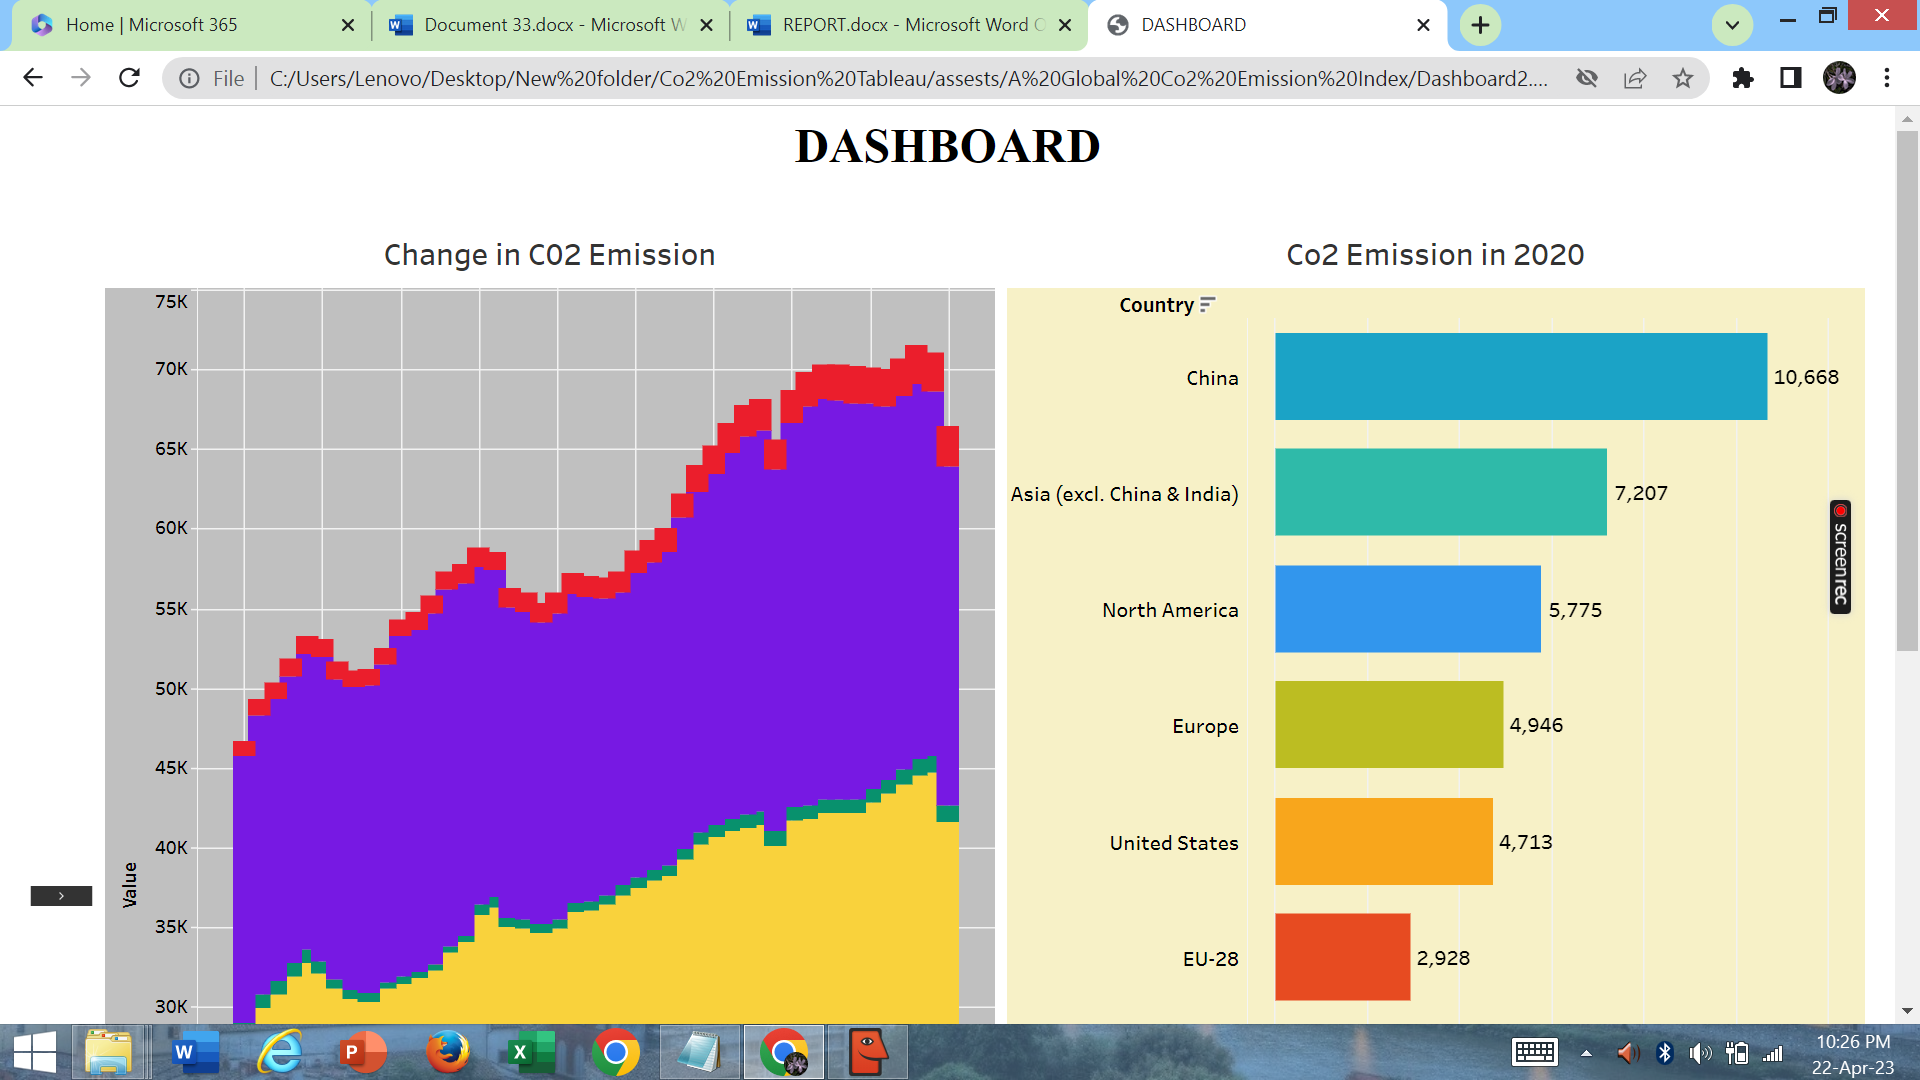 Home | Microsoft 365
Document 33.docx - Microsoft W
REPORT.docx - Microsoft Word O
DASHBOARD
File
C:/Users/Lenovo/Desktop/New%20folder/Co2%20Emission%20Tableau/assests/A%20Global%20Co2%20Emission%20Index/Dashboard2....
DASHBOARD
Change in C02 Emission
75K
70K
65K
60K
55K
50K
45K
40K
35K
30K
Value
Co2 Emission in 2020
Country
China 10,668
Asia (excl. China & India) 7,207
North America 5,775
Europe 4,946
United States 4,713
EU-28 2,928
screenrec
10:26 PM
22-Apr-23